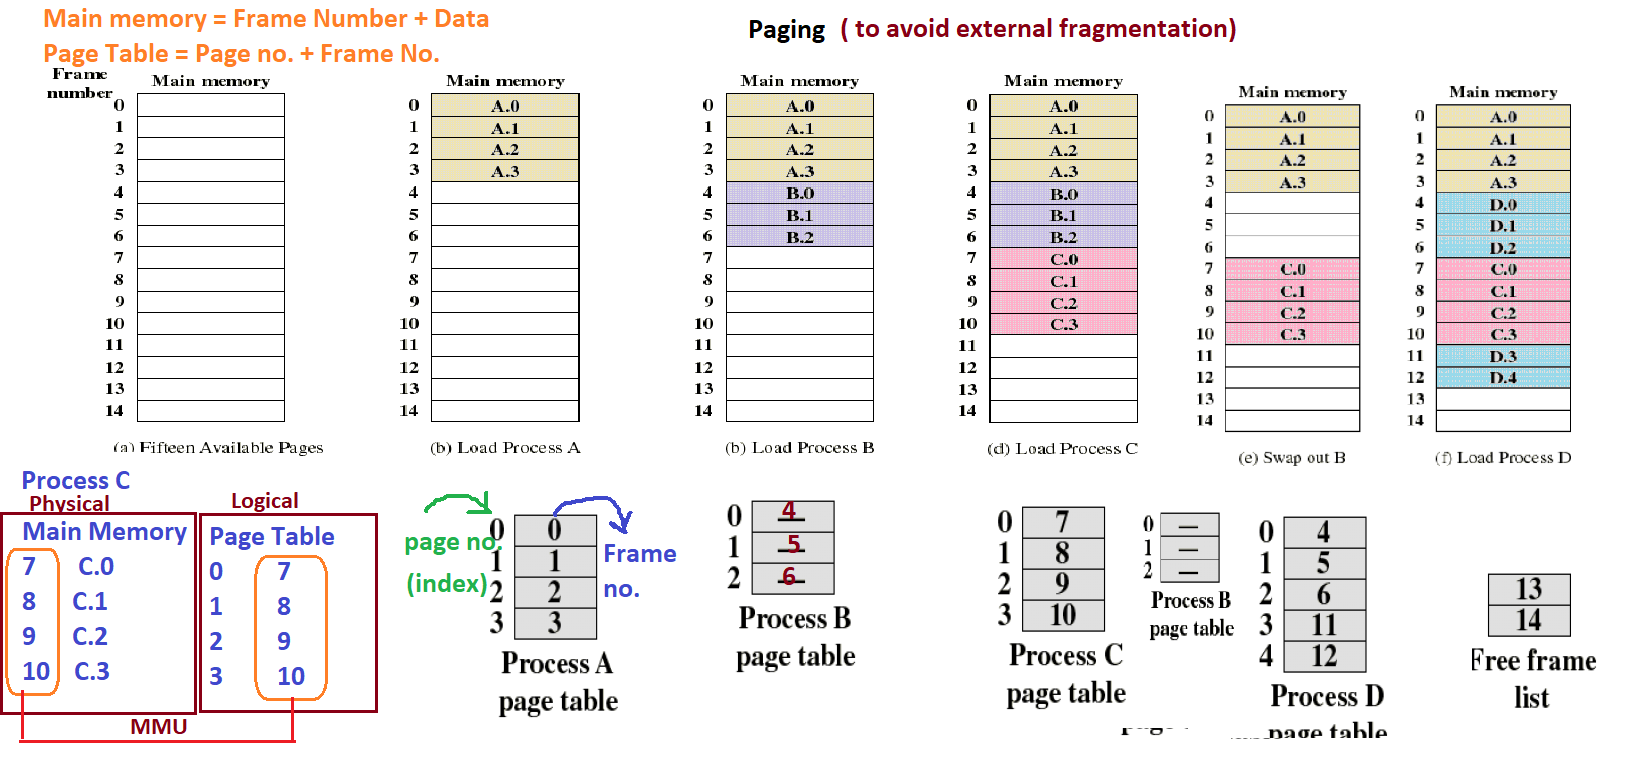 Main memory = Frame Number + Data
Page Table = Page no. + Frame No.
Paging ( to avoid external fragmentation)
Frame number
Main memory
0
1
2
3
4
5
6
7
8
9
10
11
12
13
14
(a) Fifteen Available Pages
Main memory
0 A.0
1 A.1
2 A.2
3 A.3
4
5
6
7
8
9
10
11
12
13
14
(b) Load Process A
Main memory
0 A.0
1 A.1
2 A.2
3 A.3
4 B.0
5 B.1
6 B.2
7
8
9
10
11
12
13
14
(b) Load Process B
Main memory
0 A.0
1 A.1
2 A.2
3 A.3
4 B.0
5 B.1
6 B.2
7 C.0
8 C.1
9 C.2
10 C.3
11
12
13
14
(d) Load Process C
Main memory
0 A.0
1 A.1
2 A.2
3 A.3
4
5
6
7 C.0
8 C.1
9 C.2
10 C.3
11
12
13
14
(e) Swap out B
Main memory
0 A.0
1 A.1
2 A.2
3 A.3
4 D.0
5 D.1
6 D.2
7 C.0
8 C.1
9 C.2
10 C.3
11 D.3
12 D.4
13
14
(f) Load Process D
Process C
Physical
Main Memory
7 C.0
8 C.1
9 C.2
10 C.3
Logical
Page Table
0 7
1 8
2 9
3 10
MMU
page no.
(index)
0 0
1 1
2 2
3 3
Frame
no.
Process A
page table
0 4
1 5
2 6
Process B
page table
0 7
1 8
2 9
3 10
Process C
page table
0 —
1 —
2 —
Process B
page table
0 4
1 5
2 6
3 11
4 12
Process D
page table
13
14
Free frame
list